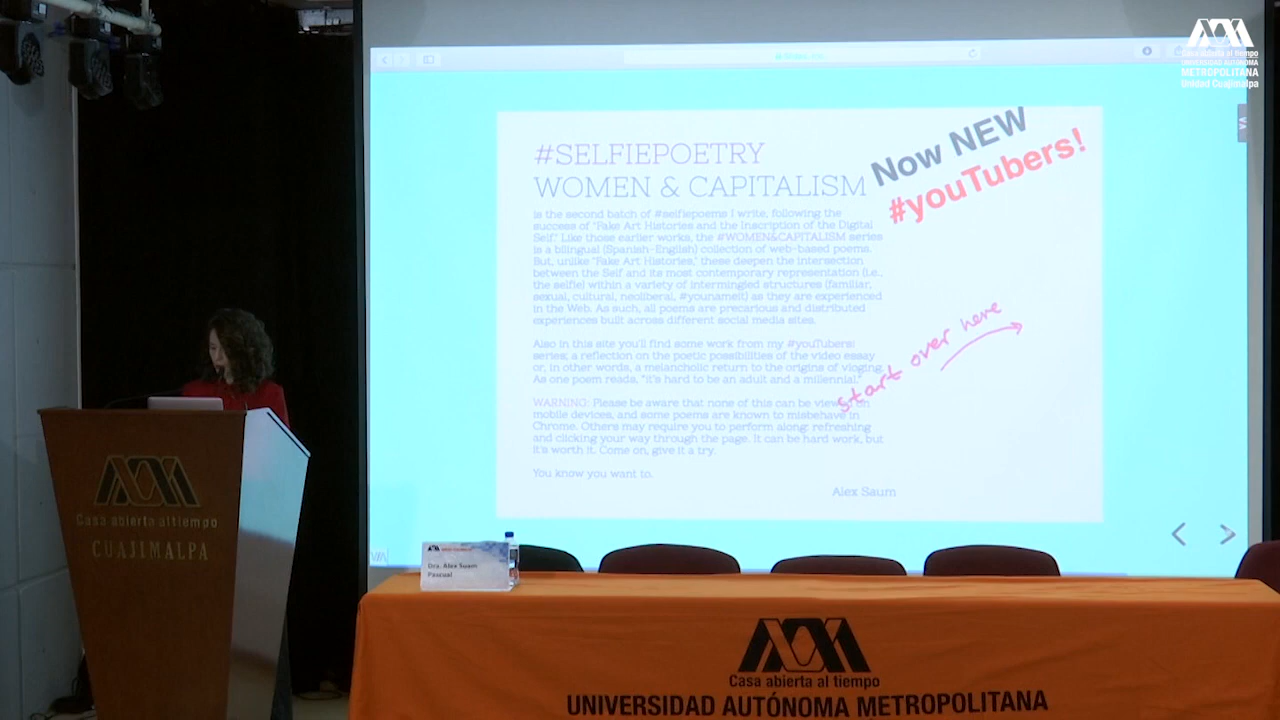 Casa abierta al tiempo
UNIVERSIDAD AUTÓNOMA
METROPOLITANA
Unidad Cuajimalpa
Now NEW
#youTubers!
#SELFIEPOETRY
WOMEN & CAPITALISM
is the second batch of #selfiepoems I write, following the
success of "Fake Art Histories and the Inscription of the Digital
Self." Like those earlier works, the #WOMEN&CAPITALISM series
is a bilingual (Spanish-English) collection of web-based poems.
But, unlike "Fake Art Histories," these deepen the intersection
between the Self and its most contemporary representation (i.e.,
the selfie) within a variety of intermingled structures (familiar,
sexual, cultural, neoliberal, #younameit) as they are experienced
in the Web. As such, all poems are precarious and distributed
experiences built across different social media sites.
Also in this site you'll find some work from my #youTubers:
series; a reflection on the poetic possibilities of the video essay
or, in other words, a melancholic return to the origins of vloging.
As one poem reads, "it's hard to be an adult and a millennial."
WARNING: Please be aware that none of this can be viewed on
mobile devices, and some poems are known to misbehave in
Chrome. Others may require you to perform along: refreshing
and clicking your way through the page. It can be hard work, but
it's worth it. Come on, give it a try.
You know you want to.
Alex Saum
start over here
Casa abierta al tiempo
CUAJIMALPA
Dra. Alex Suam
Pascual
Casa abierta al tiempo
UNIVERSIDAD AUTÓNOMA METROPOLITANA